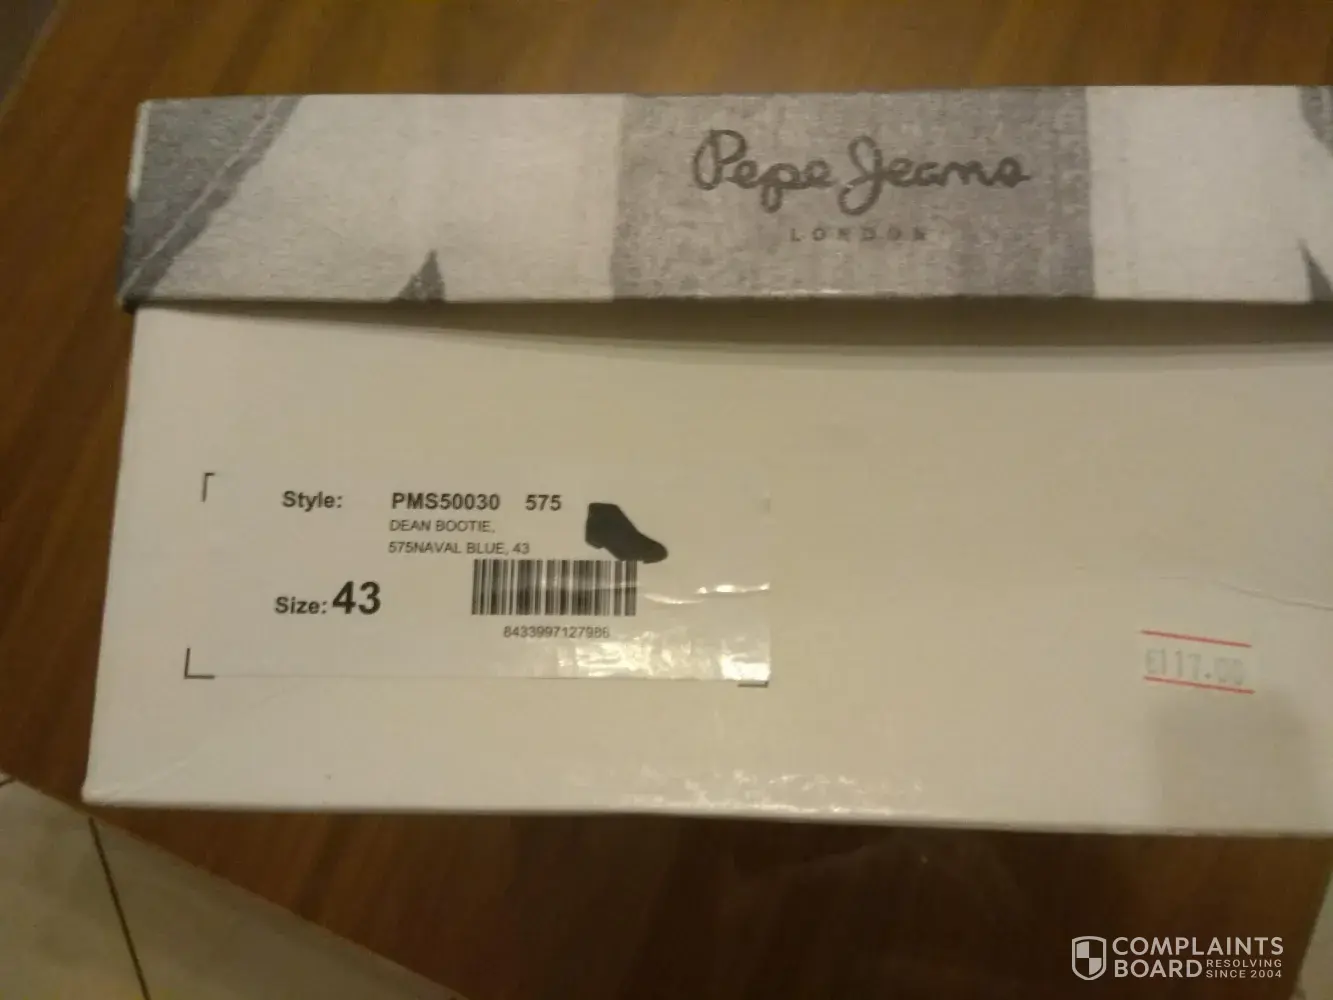 Pepe Jeans
LONDON
Style: PMS50030 575
DEAN BOOTIE,
575NAVAL BLUE, 43
Size: 43
8433997127986
€117.00
COMPLAINTS
BOARD RESOLVING
SINCE 2004